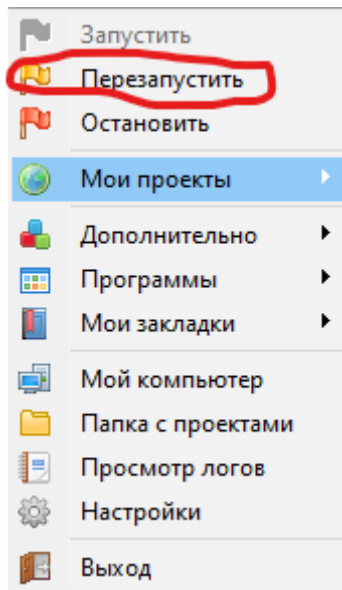 Запустить
Перезапустить
Остановить
Мои проекты
Дополнительно
Программы
Мои закладки
Мой компьютер
Папка с проектами
Просмотр логов
Настройки
Выход